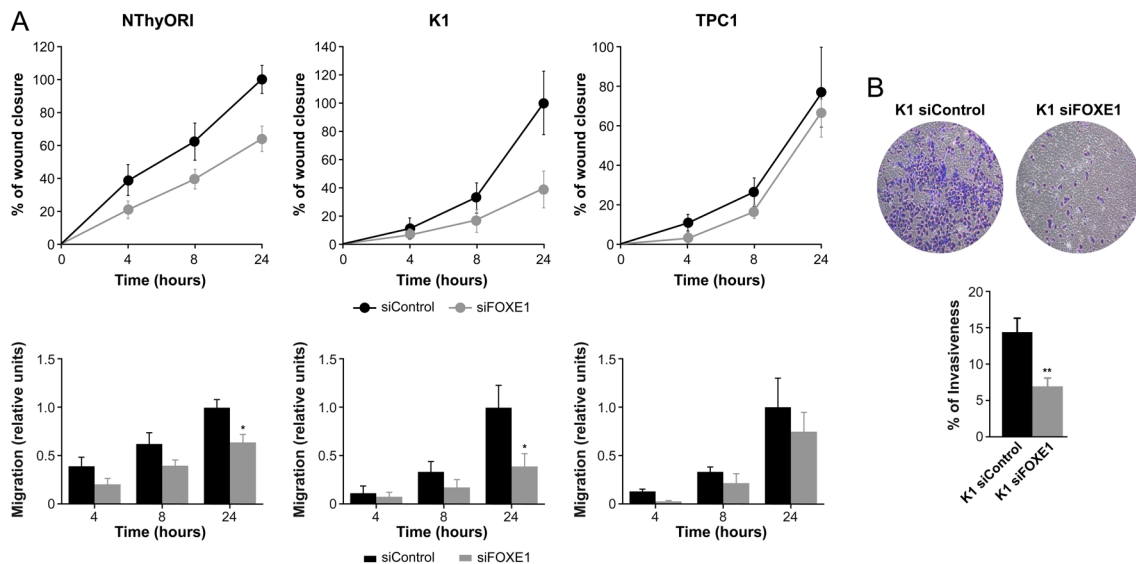 A
NThyORI
K1
TPC1
% of wound closure
120
100
80
60
40
20
0
0
4
8
24
Time (hours)
% of wound closure
140
120
100
80
60
40
20
0
0
4
8
24
Time (hours)
% of wound closure
100
80
60
40
20
0
0
4
8
24
Time (hours)
siControl siFOXE1
Migration (relative units)
1.5
1.0
0.5
0
*
4
8
24
Time (hours)
Migration (relative units)
1.5
1.0
0.5
0
*
4
8
24
Time (hours)
Migration (relative units)
1.5
1.0
0.5
0
4
8
24
Time (hours)
siControl siFOXE1
B
K1 siControl
K1 siFOXE1
% of Invasiveness
20
15
10
5
0
**
K1 siControl
K1 siFOXE1